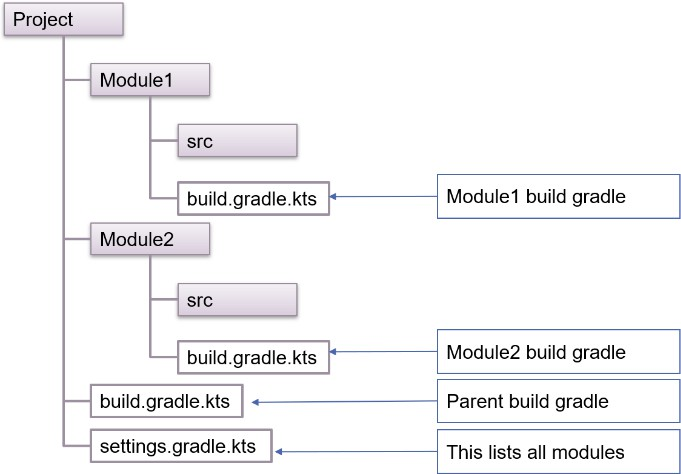 Project
Module1
src
build.gradle.kts
Module1 build gradle
Module2
src
build.gradle.kts
Module2 build gradle
build.gradle.kts
Parent build gradle
settings.gradle.kts
This lists all modules